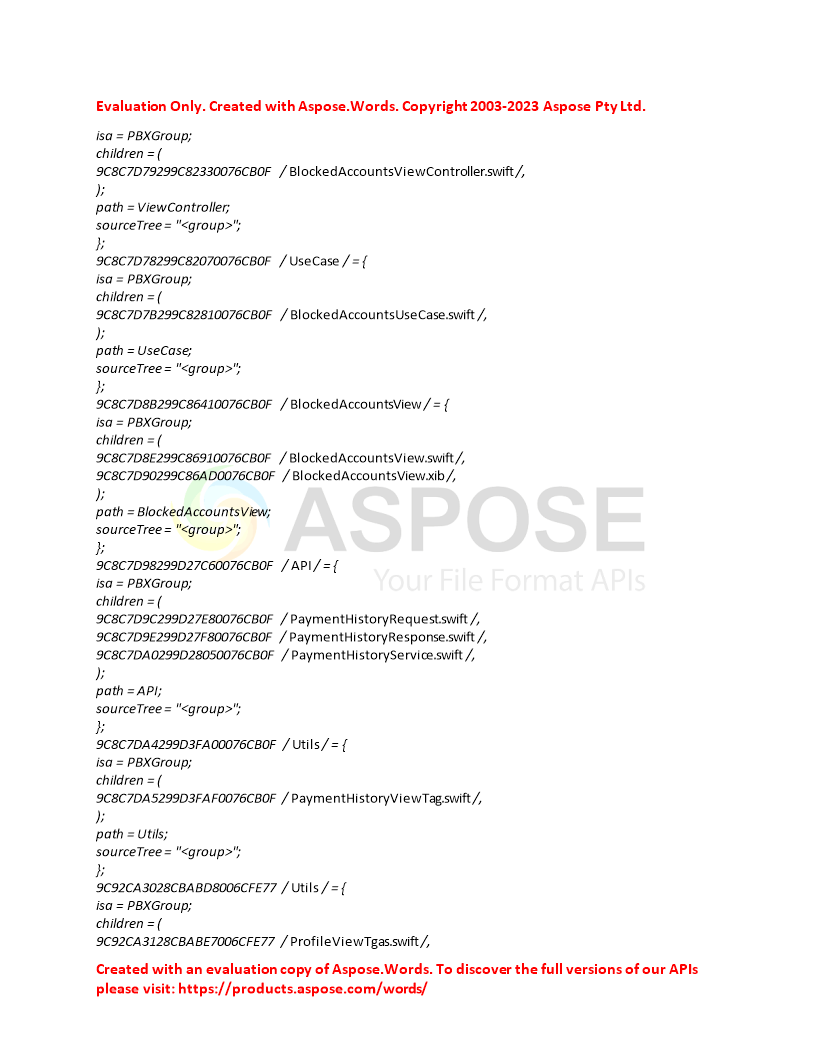 Evaluation Only. Created with Aspose.Words. Copyright 2003-2023 Aspose Pty Ltd.
isa = PBXGroup;
children = (
9C8C7D79299C82330076CB0F / BlockedAccountsViewController.swift /,
);
path = ViewController;
sourceTree = "<group>";
};
9C8C7D78299C82070076CB0F / UseCase / = {
isa = PBXGroup;
children = (
9C8C7D7B299C82810076CB0F / BlockedAccountsUseCase.swift /,
);
path = UseCase;
sourceTree = "<group>";
};
9C8C7D8B299C86410076CB0F / BlockedAccountsView / = {
isa = PBXGroup;
children = (
9C8C7D8E299C86910076CB0F / BlockedAccountsView.swift /,
9C8C7D90299C86AD0076CB0F / BlockedAccountsView.xib /,
);
path = BlockedAccountsView;
sourceTree = "<group>";
};
ASPOSE
Your File Format APIs
9C8C7D98299D27C60076CB0F / API / = {
isa = PBXGroup;
children = (
9C8C7D9C299D27E80076CB0F / PaymentHistoryRequest.swift /,
9C8C7D9E299D27F80076CB0F / PaymentHistoryResponse.swift /,
9C8C7DA0299D28050076CB0F / PaymentHistoryService.swift /,
);
path = API;
sourceTree = "<group>";
};
9C8C7DA4299D3FA00076CB0F / Utils / = {
isa = PBXGroup;
children = (
9C8C7DA5299D3FAF0076CB0F / PaymentHistoryViewTag.swift /,
);
path = Utils;
sourceTree = "<group>";
};
9C92CA3028CBABD8006CFE77 / Utils / = {
isa = PBXGroup;
children = (
9C92CA3128CBABE7006CFE77 / ProfileViewTgas.swift /,
Created with an evaluation copy of Aspose.Words. To discover the full versions of our APIs
please visit: https://products.aspose.com/words/